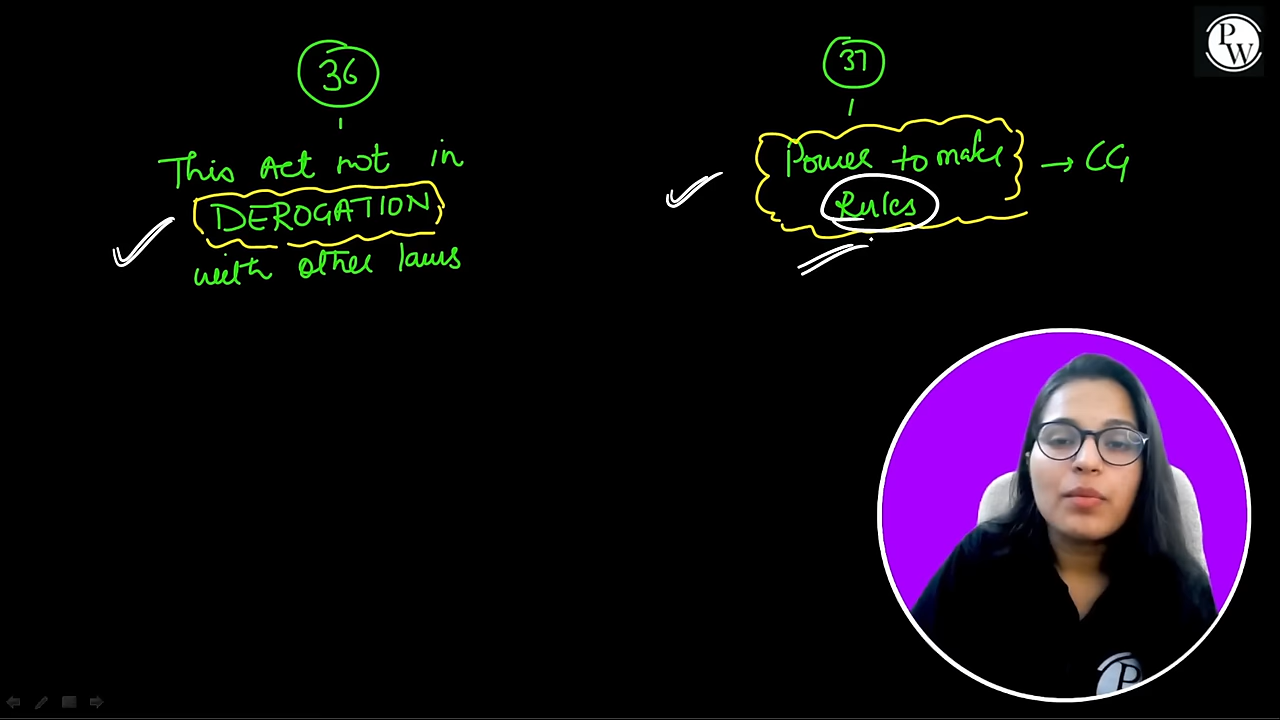 36
This Act not in
DEROGATION
with other laws
37
Power to make → CG
Rules
PW
P